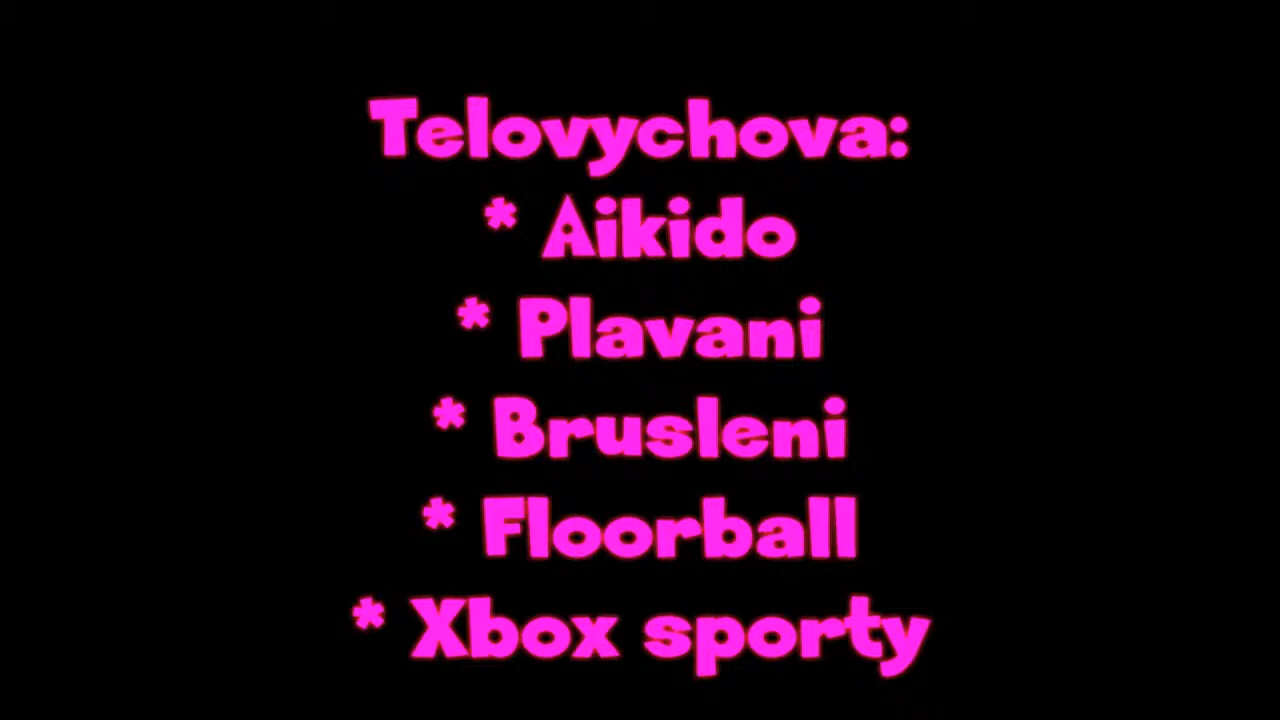 Telovychova:
* Aikido
* Plavani
* Brusleni
* Floorball
* Xbox sporty